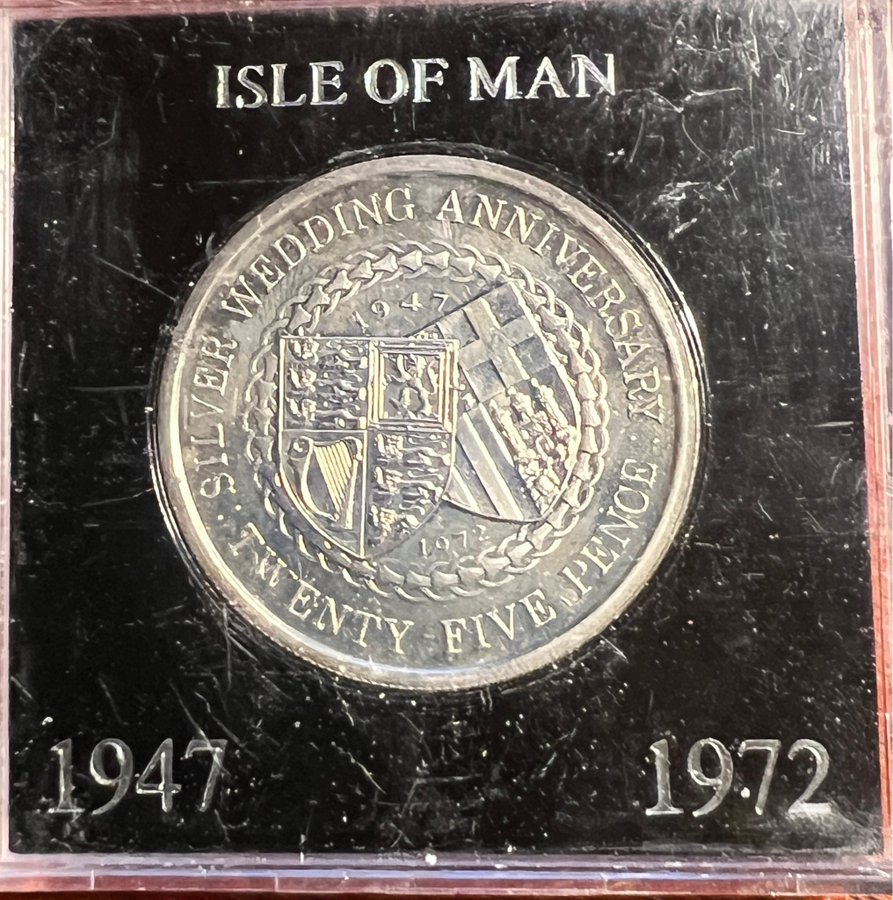 ISLE OF MAN
· SILVER WEDDING ANNIVERSARY ·
1947
1972
TWENTY FIVE PENCE
1947
1972